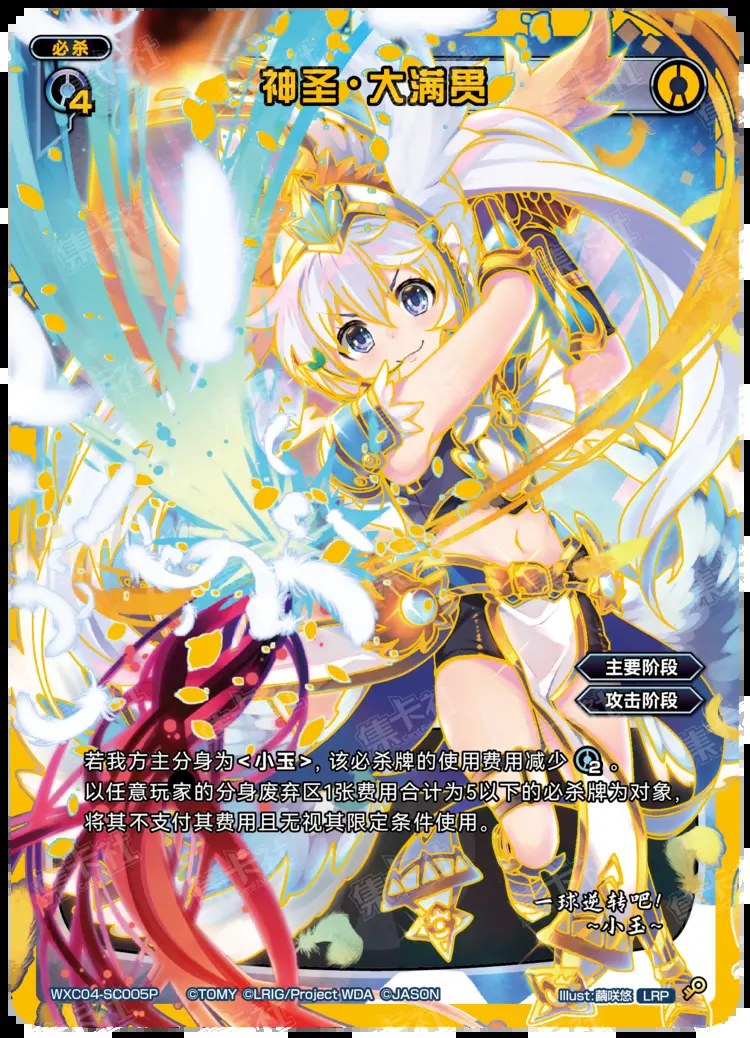 必杀
4
神圣·大满贯
主要阶段
攻击阶段
若我方主分身为<小玉>，该必杀牌的使用费用减少 2 。
以任意玩家的分身废弃区1张费用合计为5以下的必杀牌为对象，
将其不支付其费用且无视其限定条件使用。
一球逆转吧！
~小玉~
WXC04-SC005P ©TOMY ©LRIG/Project WDA ©JASON Illust:繭咲悠 LRP
集卡社